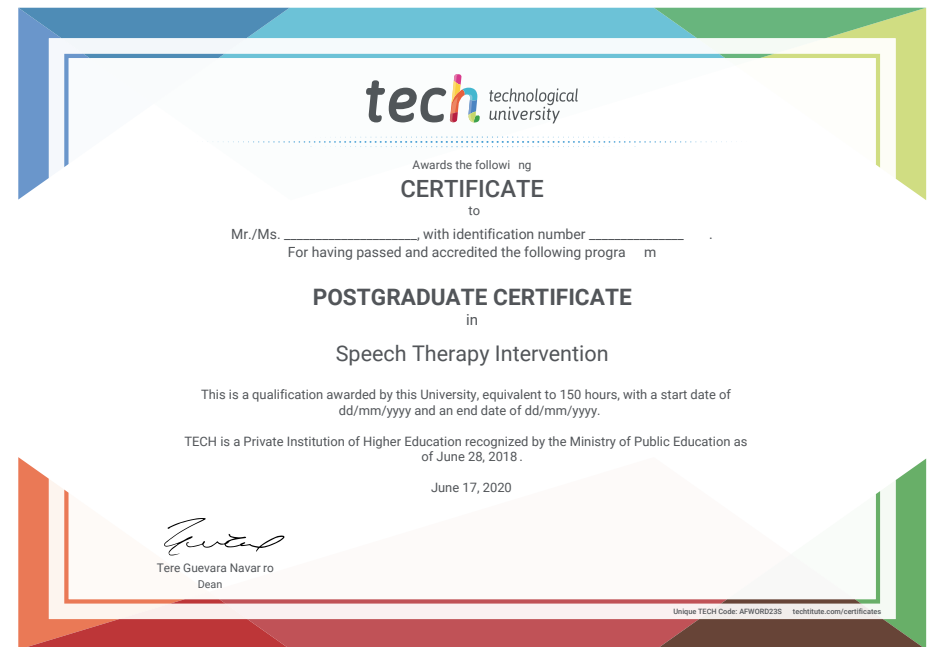 tech technological
university
Awards the followi ng
CERTIFICATE
to
Mr./Ms. _____________________, with identification number _______________ .
For having passed and accredited the following progra m
POSTGRADUATE CERTIFICATE
in
Speech Therapy Intervention
This is a qualification awarded by this University, equivalent to 150 hours, with a start date of
dd/mm/yyyy and an end date of dd/mm/yyyy.
TECH is a Private Institution of Higher Education recognized by the Ministry of Public Education as
of June 28, 2018 .
June 17, 2020
Tere Guevara Navar ro
Dean
Unique TECH Code: AFWORD23S techtitute.com/certificates